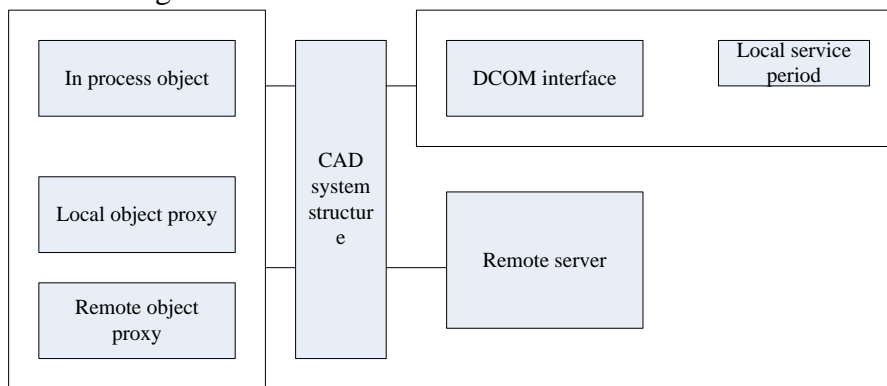 In process object
Local object proxy
Remote object
proxy
CAD
system
structur
e
DCOM interface
Local service
period
Remote server